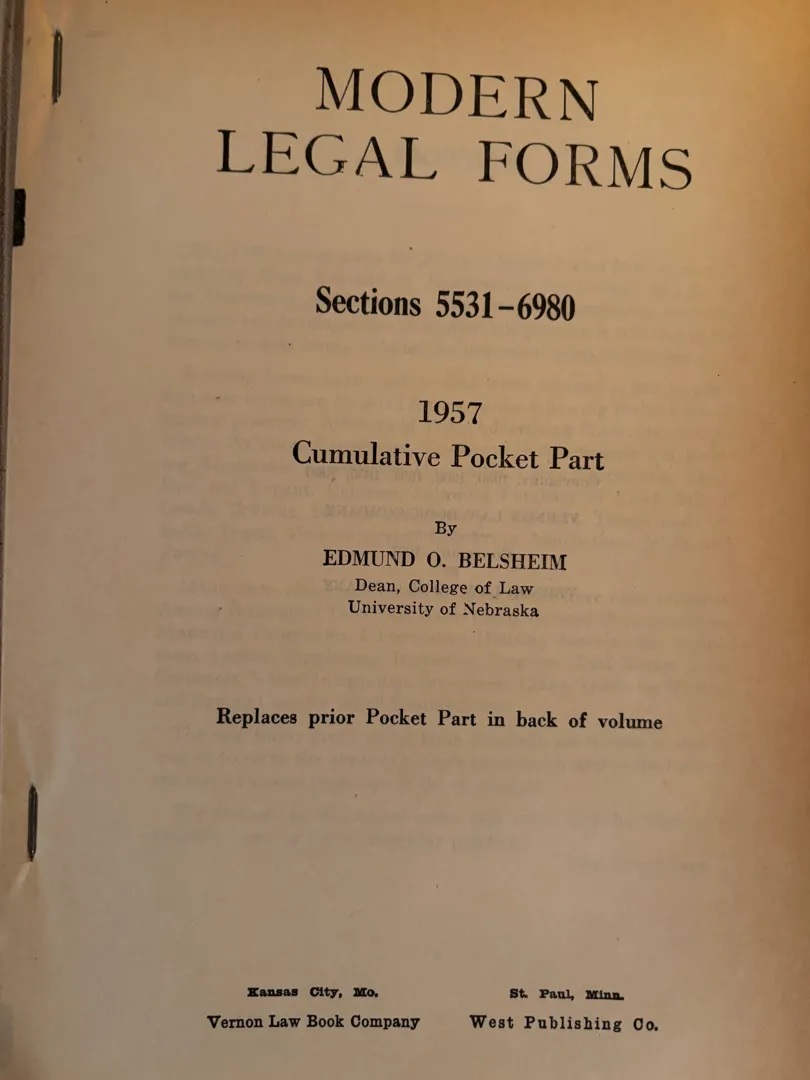 MODERN
LEGAL FORMS
Sections 5531–6980
1957
Cumulative Pocket Part
By
EDMUND O. BELSHEIM
Dean, College of Law
University of Nebraska
Replaces prior Pocket Part in back of volume
Kansas City, Mo.
Vernon Law Book Company
St. Paul, Minn.
West Publishing Co.